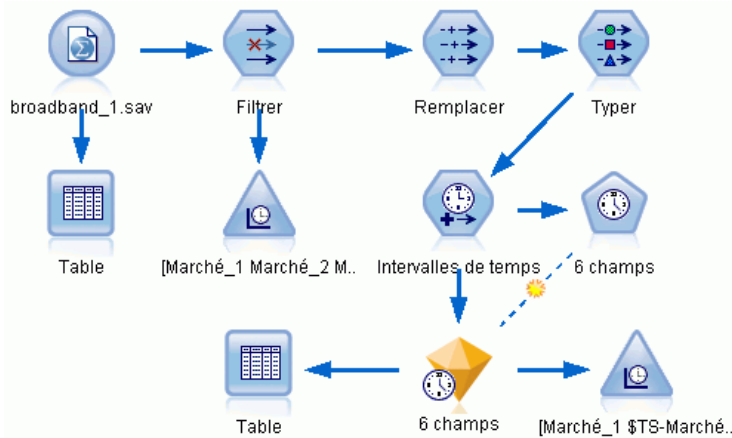 broadband_1.sav
Filtrer
Remplacer
Typer
Table
[Marché_1 Marché_2 M..
Intervalles de temps
6 champs
Table
6 champs
[Marché_1 $TS-Marché..